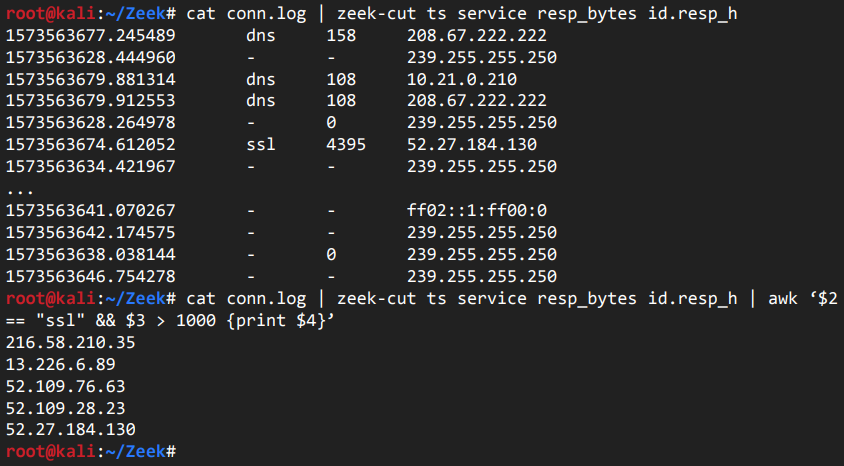 root@kali:~/Zeek# cat conn.log | zeek-cut ts service resp_bytes id.resp_h
1573563677.245489 dns 158 208.67.222.222
1573563628.444960 - - 239.255.255.250
1573563679.881314 dns 108 10.21.0.210
1573563679.912553 dns 108 208.67.222.222
1573563628.264978 - 0 239.255.255.250
1573563674.612052 ssl 4395 52.27.184.130
1573563634.421967 - - 239.255.255.250
...
1573563641.070267 - - ff02::1:ff00:0
1573563642.174575 - - 239.255.255.250
1573563638.038144 - 0 239.255.255.250
1573563646.754278 - - 239.255.255.250
root@kali:~/Zeek# cat conn.log | zeek-cut ts service resp_bytes id.resp_h | awk ‘$2
== "ssl" && $3 > 1000 {print $4}’
216.58.210.35
13.226.6.89
52.109.76.63
52.109.28.23
52.27.184.130
root@kali:~/Zeek#